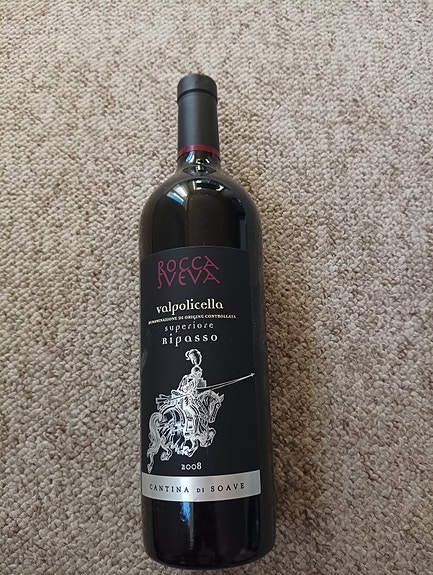 ROCCA
SVEVA
valpolicella
DENOMINAZIONE DI ORIGINE CONTROLLATA
superiore
Ripasso
2008
CANTINA DI SOAVE